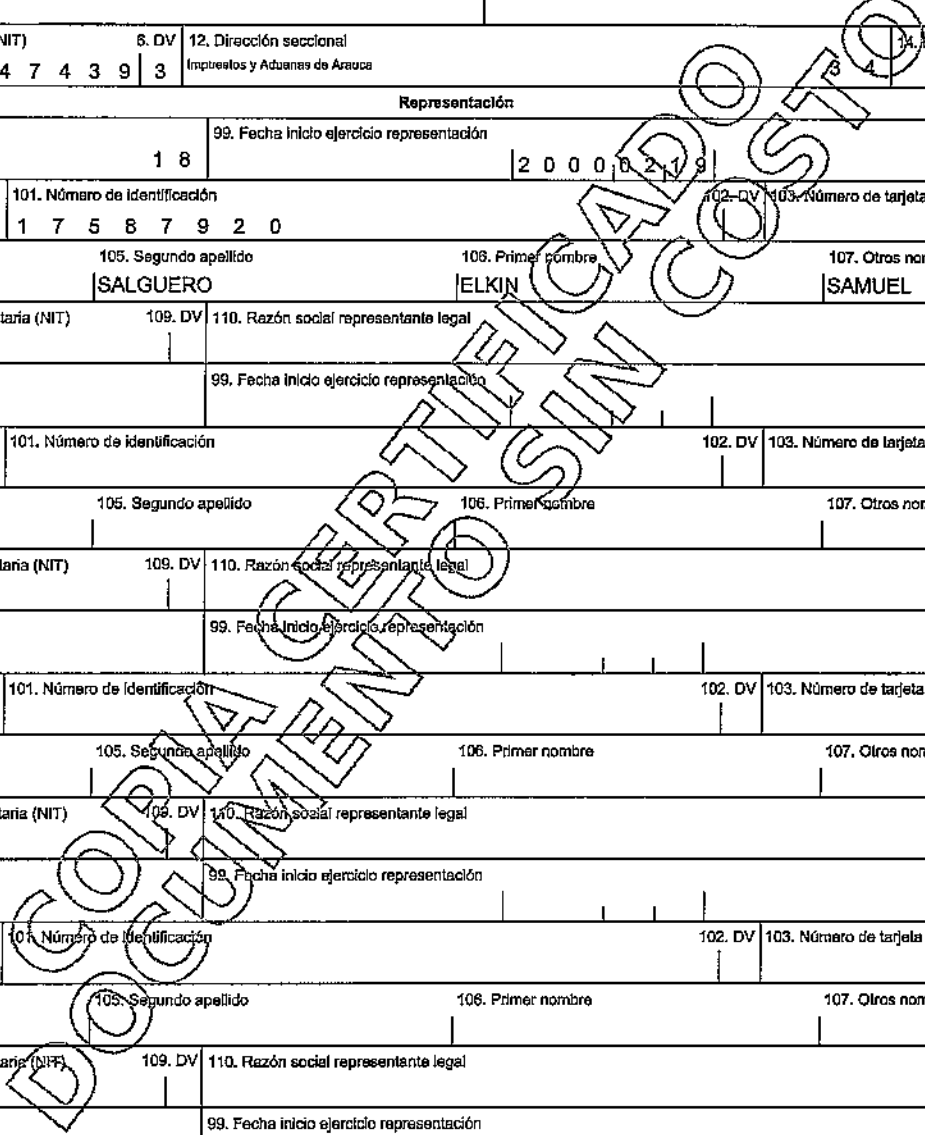 NIT) 6. DV 12. Dirección seccional 14.
4 7 4 3 9 3 Impuestos y Aduanas de Arauca 3 4
Representación
99. Fecha inicio ejercicio representación
1 8 2 0 0 0 0 2 1 9
101. Número de identificación 102. DV 103. Número de tarjeta
1 7 5 8 7 9 2 0
105. Segundo apellido 106. Primer nombre 107. Otros nom
SALGUERO ELKIN SAMUEL
taria (NIT) 109. DV 110. Razón social representante legal
99. Fecha inicio ejercicio representación
101. Número de identificación 102. DV 103. Número de tarjeta
105. Segundo apellido 106. Primer nombre 107. Otros nom
taria (NIT) 109. DV 110. Razón social representante legal
99. Fecha inicio ejercicio representación
101. Número de identificación 102. DV 103. Número de tarjeta
105. Segundo apellido 106. Primer nombre 107. Otros nom
taria (NIT) 109. DV 110. Razón social representante legal
99. Fecha inicio ejercicio representación
101. Número de identificación 102. DV 103. Número de tarjeta
105. Segundo apellido 106. Primer nombre 107. Otros nom
taria (NIT) 109. DV 110. Razón social representante legal
99. Fecha inicio ejercicio representación
COPIA CERTIFICADO
DOCUMENTO SIN COSTO